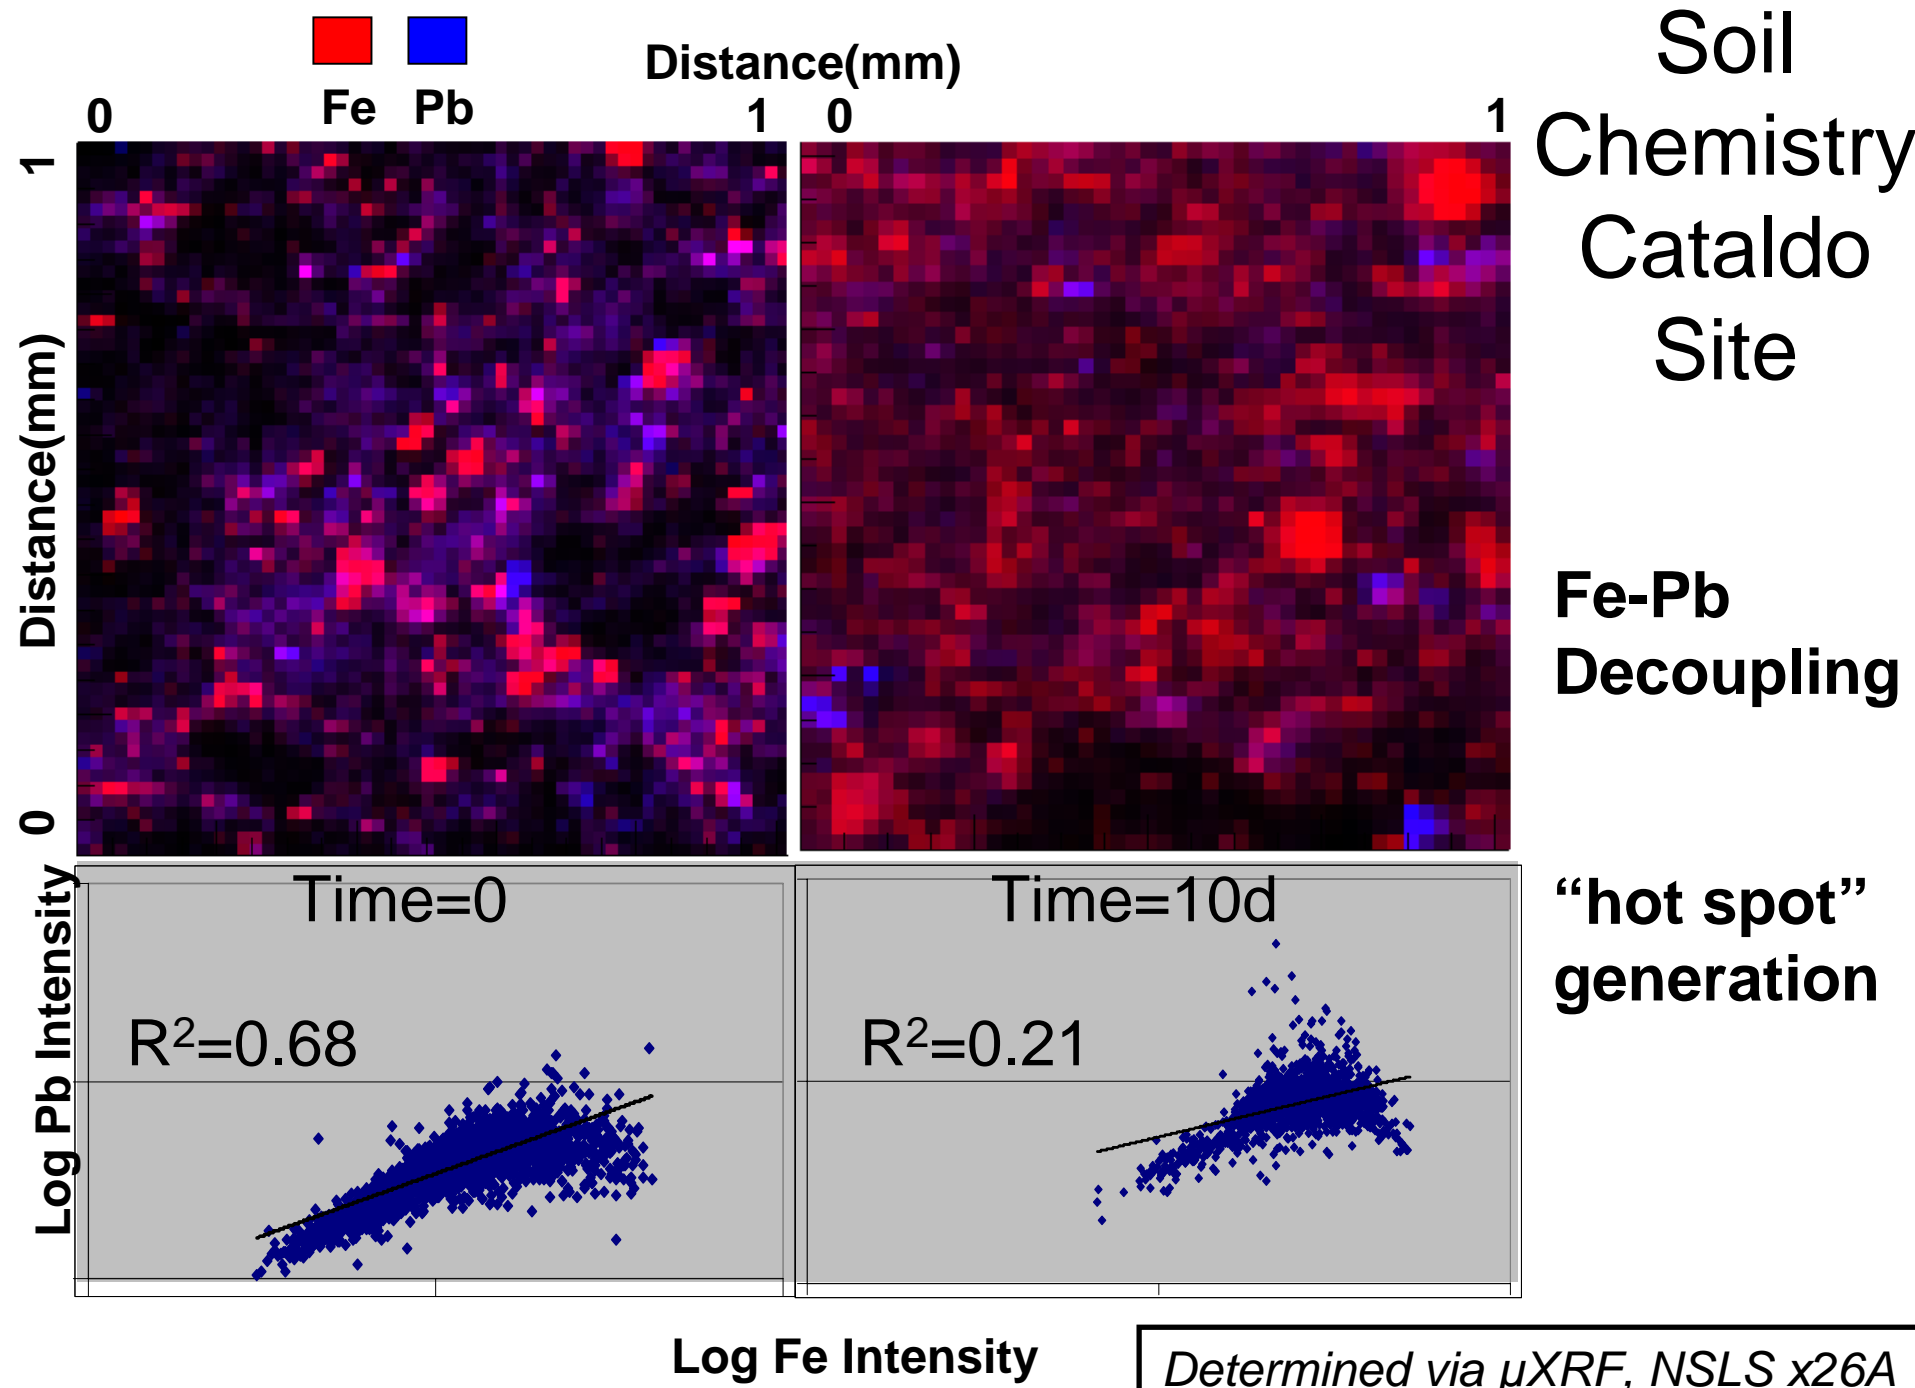 Soil
Chemistry
Cataldo
Site
Fe Pb
Distance(mm)
0 1 0 1
1
Distance(mm)
0
Fe-Pb
Decoupling
"hot spot"
generation
Time=0
Time=10d
R²=0.68
R²=0.21
Log Pb Intensity
Log Fe Intensity
Determined via µXRF, NSLS x26A